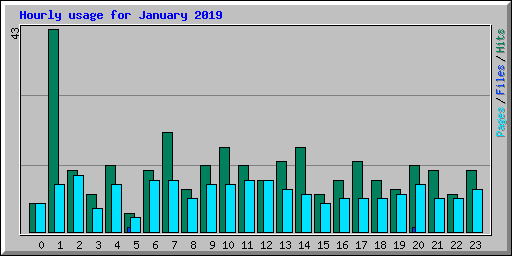 Hourly usage for January 2019
43
Pages/Files/Hits
0 1 2 3 4 5 6 7 8 9 10 11 12 13 14 15 16 17 18 19 20 21 22 23